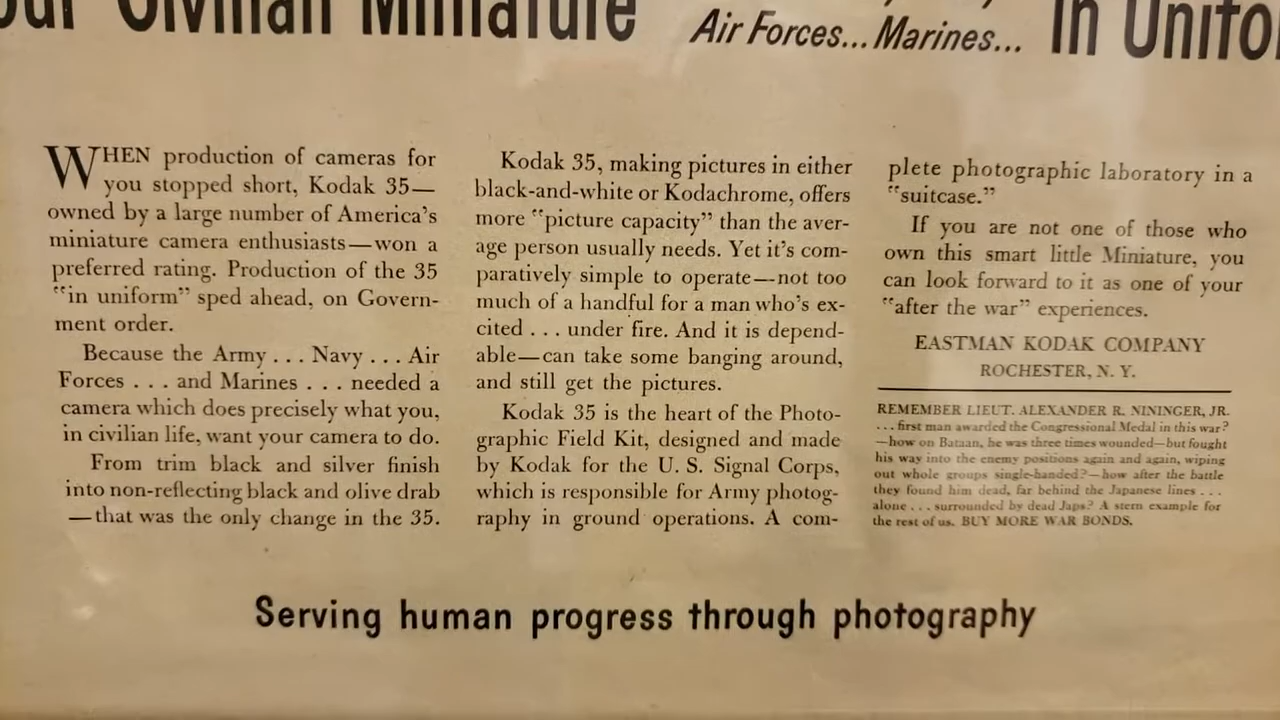 our Civilian Miniature
Air Forces... Marines...
in Unifo
WHEN production of cameras for
you stopped short, Kodak 35—
owned by a large number of America's
miniature camera enthusiasts—won a
preferred rating. Production of the 35
"in uniform" sped ahead, on Govern-
ment order.
Because the Army . . . Navy . . . Air
Forces . . . and Marines . . . needed a
camera which does precisely what you,
in civilian life, want your camera to do.
From trim black and silver finish
into non-reflecting black and olive drab
—that was the only change in the 35.
Kodak 35, making pictures in either
black-and-white or Kodachrome, offers
more "picture capacity" than the aver-
age person usually needs. Yet it's com-
paratively simple to operate—not too
much of a handful for a man who's ex-
cited . . . under fire. And it is depend-
able—can take some banging around,
and still get the pictures.
Kodak 35 is the heart of the Photo-
graphic Field Kit, designed and made
by Kodak for the U. S. Signal Corps,
which is responsible for Army photog-
raphy in ground operations. A com-
plete photographic laboratory in a
"suitcase."
If you are not one of those who
own this smart little Miniature, you
can look forward to it as one of your
"after the war" experiences.
EASTMAN KODAK COMPANY
ROCHESTER, N. Y.
REMEMBER LIEUT. ALEXANDER R. NININGER, JR.
. . . first man awarded the Congressional Medal in this war?
—how on Bataan, he was three times wounded—but fought
his way into the enemy positions again and again, wiping
out whole groups single-handed?—how after the battle
they found him dead, far behind the Japanese lines . . .
alone . . . surrounded by dead Japs? A stern example for
the rest of us. BUY MORE WAR BONDS.
Serving human progress through photography